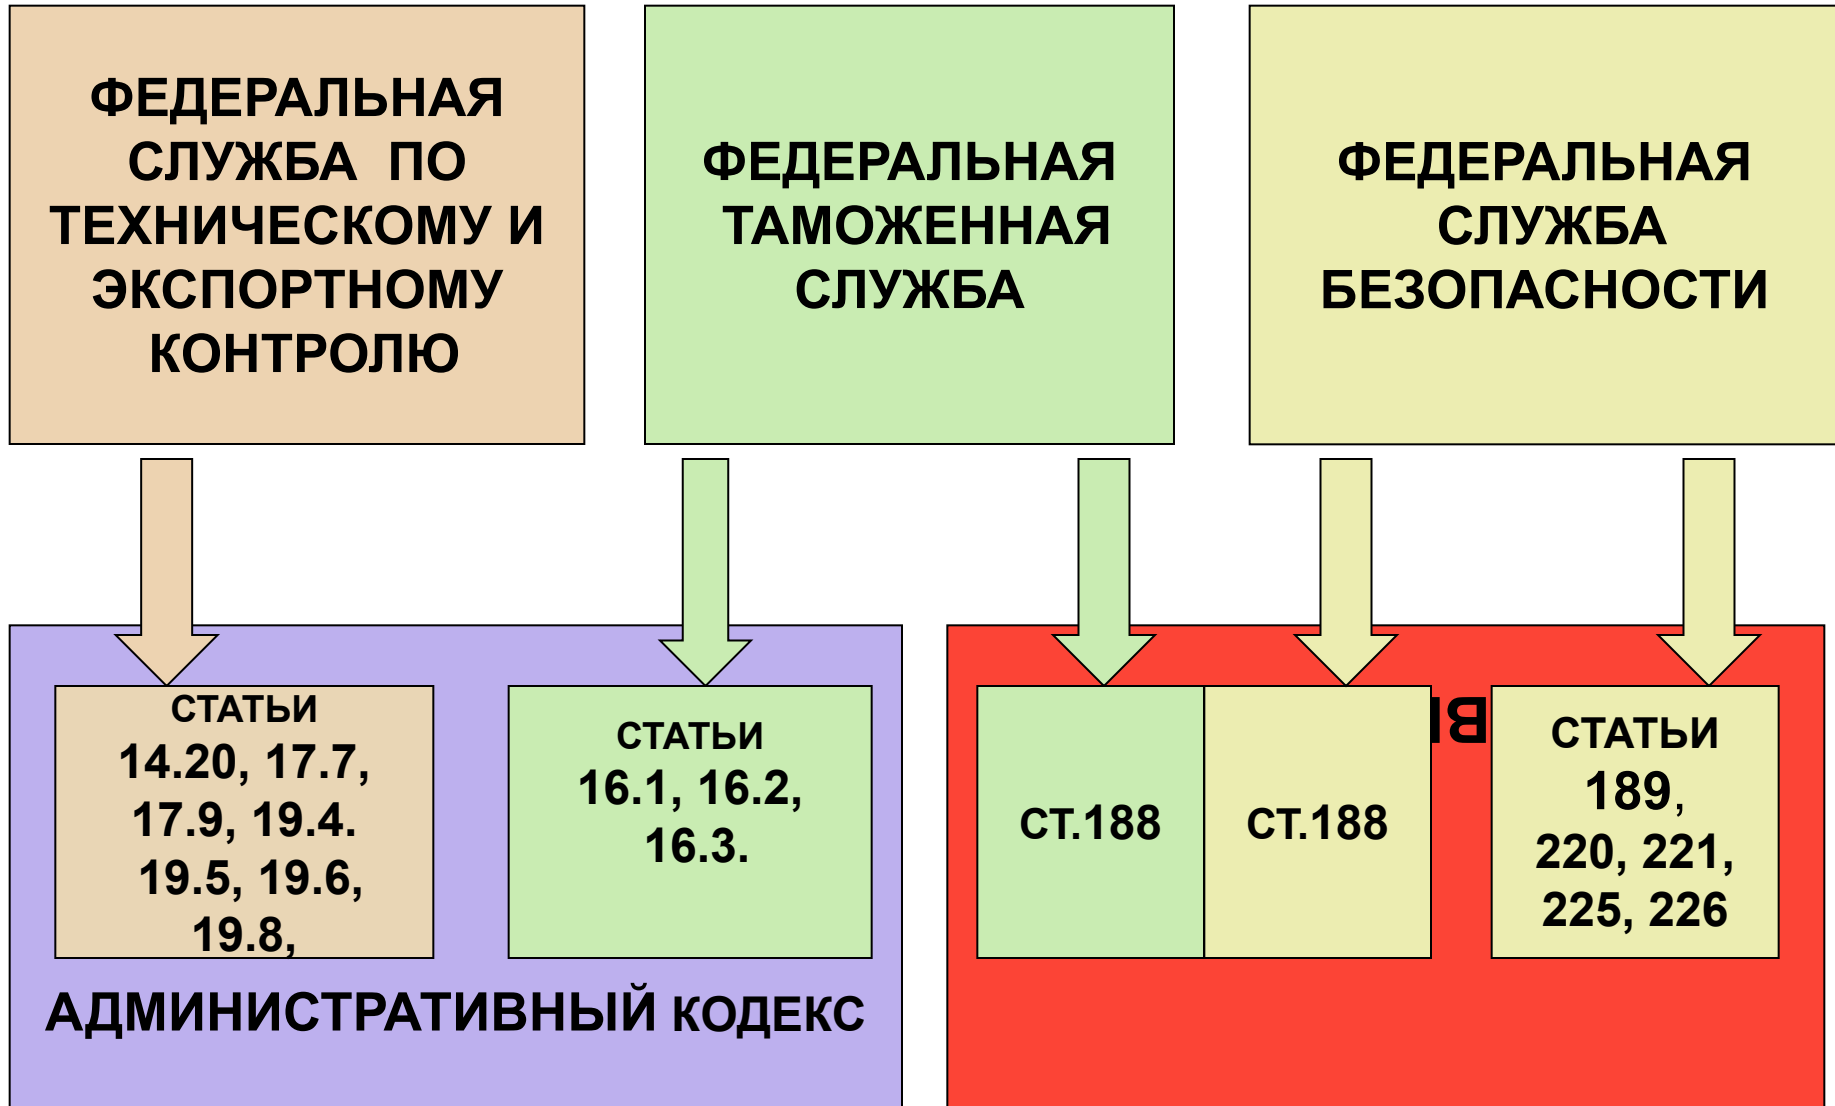 ФЕДЕРАЛЬНАЯ
СЛУЖБА ПО
ТЕХНИЧЕСКОМУ И
ЭКСПОРТНОМУ
КОНТРОЛЮ
ФЕДЕРАЛЬНАЯ
ТАМОЖЕННАЯ
СЛУЖБА
ФЕДЕРАЛЬНАЯ
СЛУЖБА
БЕЗОПАСНОСТИ
СТАТЬИ
14.20, 17.7,
17.9, 19.4.
19.5, 19.6,
19.8,
СТАТЬИ
16.1, 16.2,
16.3.
СТ.188
СТ.188
СТАТЬИ
189,
220, 221,
225, 226
АДМИНИСТРАТИВНЫЙ КОДЕКС